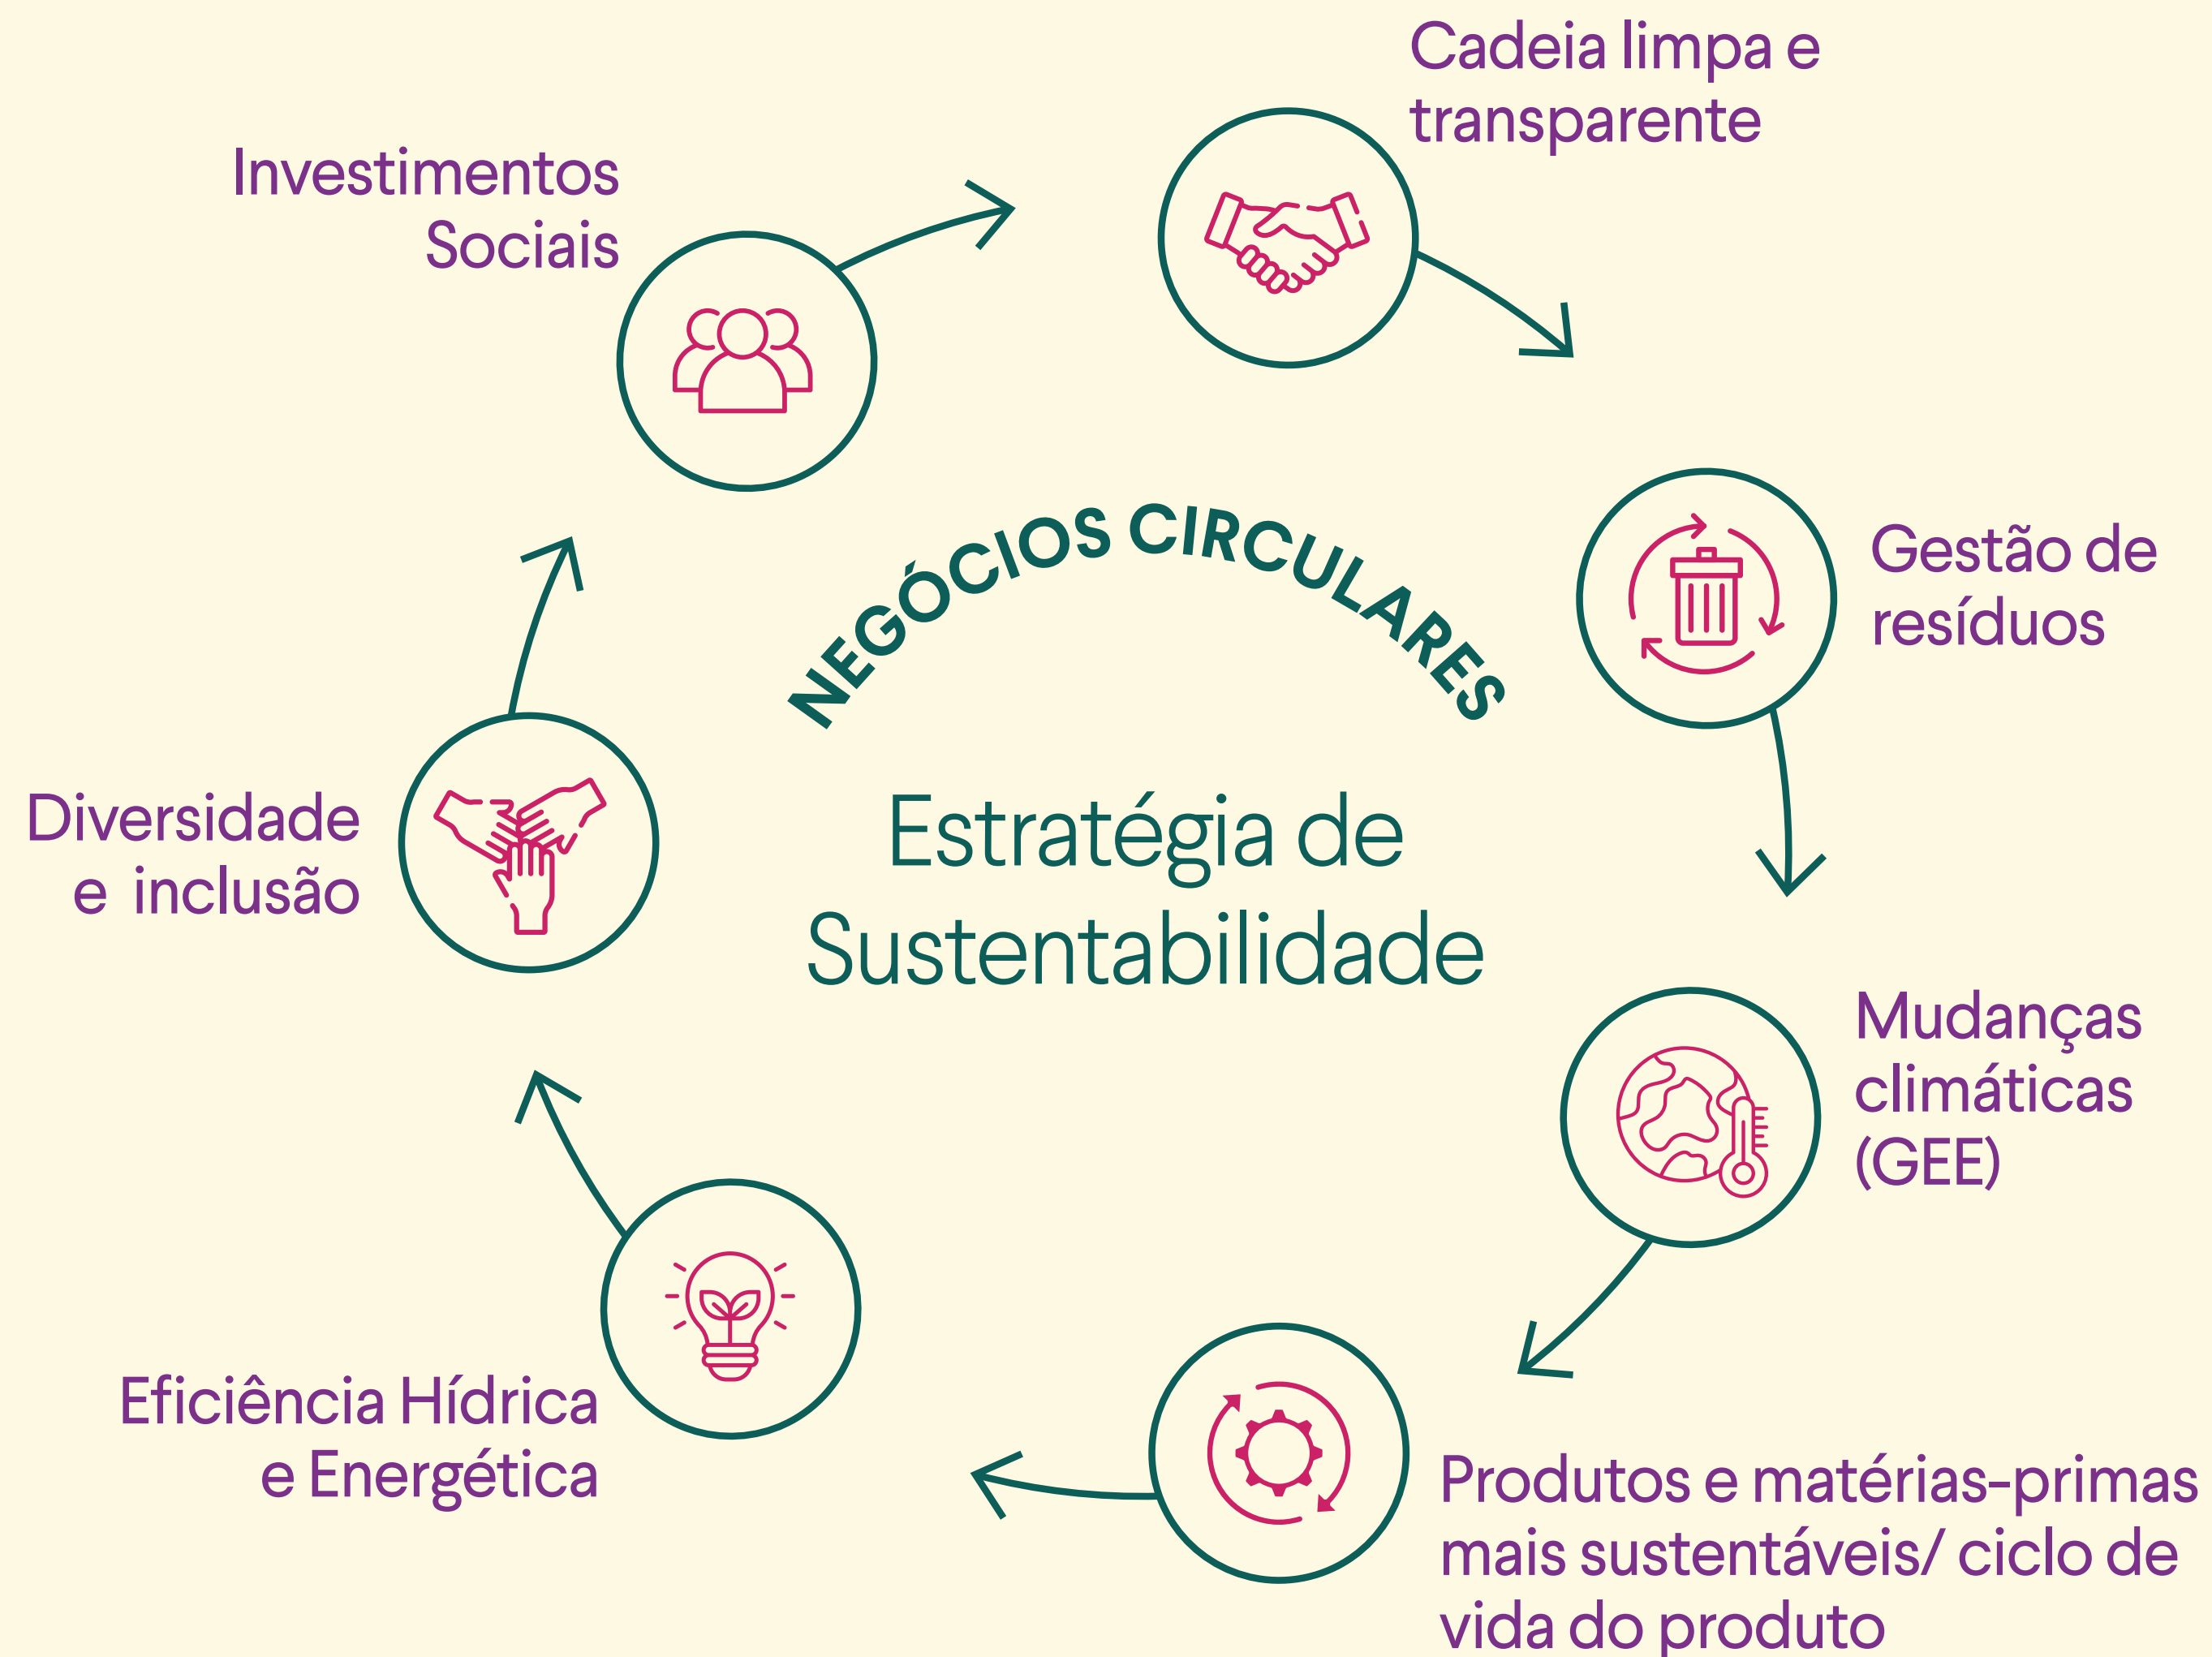 Cadeia limpa e
transparente
Investimentos
Sociais
NEGÓCIOS CIRCULARES
Gestão de
resíduos
Diversidade
e inclusão
Estratégia de
Sustentabilidade
Mudanças
climáticas
(GEE)
Eficiência Hídrica
e Energética
Produtos e matérias-primas
mais sustentáveis/ ciclo de
vida do produto